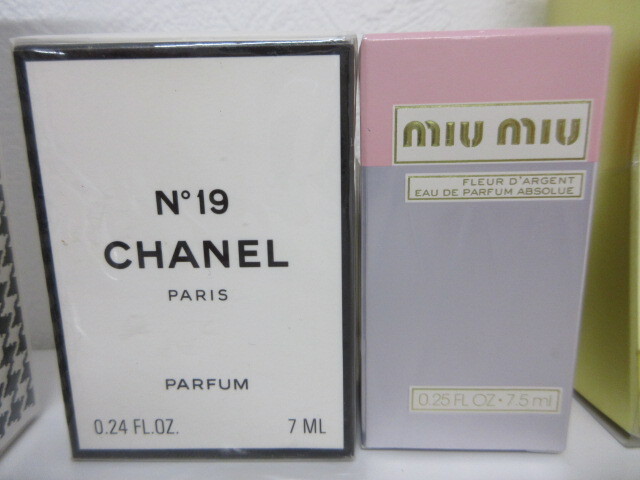 N° 19
CHANEL
PARIS
PARFUM
0.24 FL.OZ. 7 ML
miu miu
FLEUR D'ARGENT
EAU DE PARFUM ABSOLUE
0.25 FL OZ • 7.5 ml